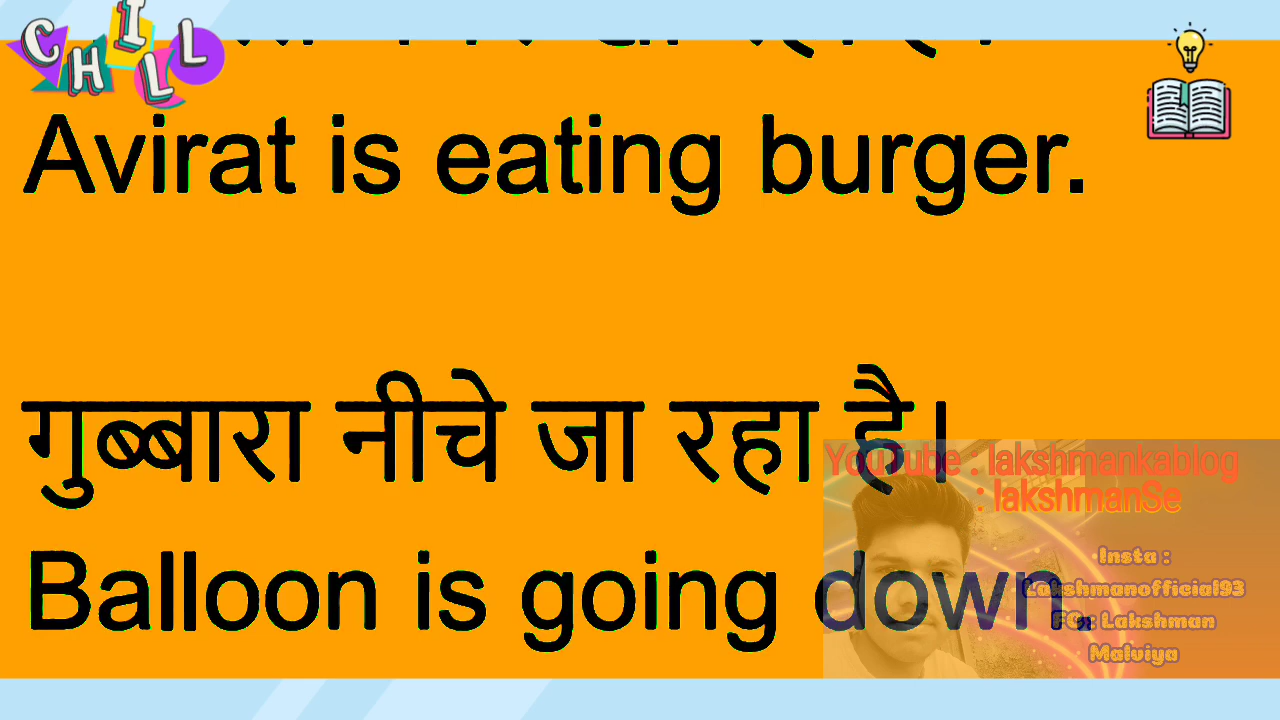 CHILL
Avirat is eating burger.
गुब्बारा नीचे जा रहा है।
Balloon is going down.
YouTube : lakshmankablog
: lakshmanSe
Insta :
Lakshmanofficial93
FC : Lakshman
Malviya